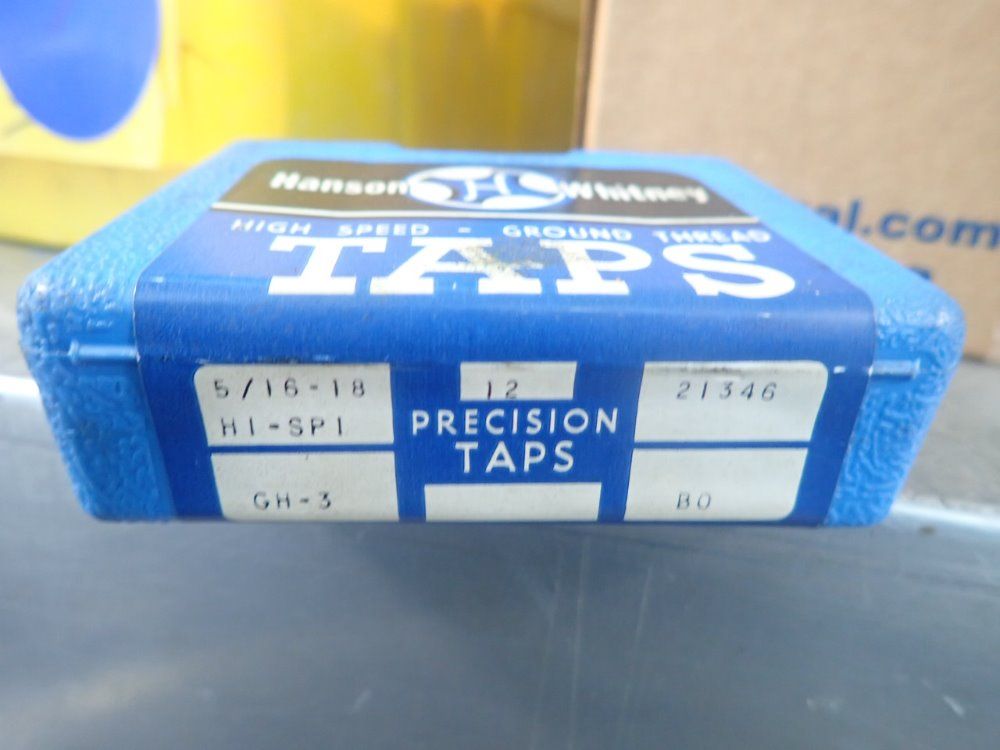 Hanson H Whitney
HIGH SPEED - GROUND THREAD
TAPS
5/16-18
HI-SPI
12
21346
PRECISION
TAPS
GH-3
BO
al.com